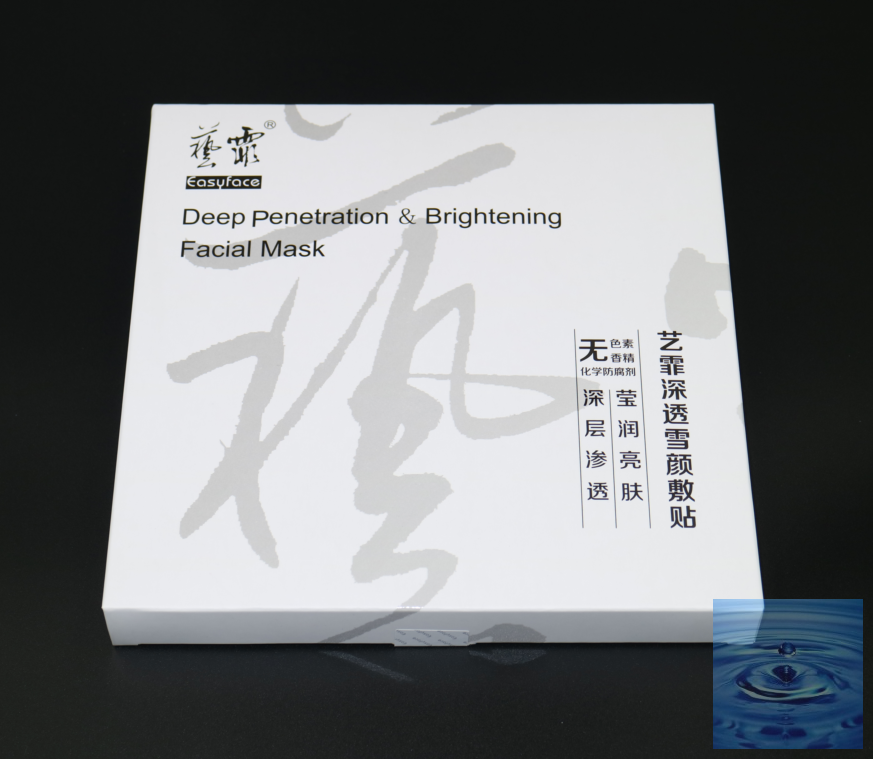 藝霏®
Easyface
Deep Penetration & Brightening
Facial Mask
艺霏深透雪颜敷贴
无色素
香精
化学防腐剂
莹润亮肤
深层渗透